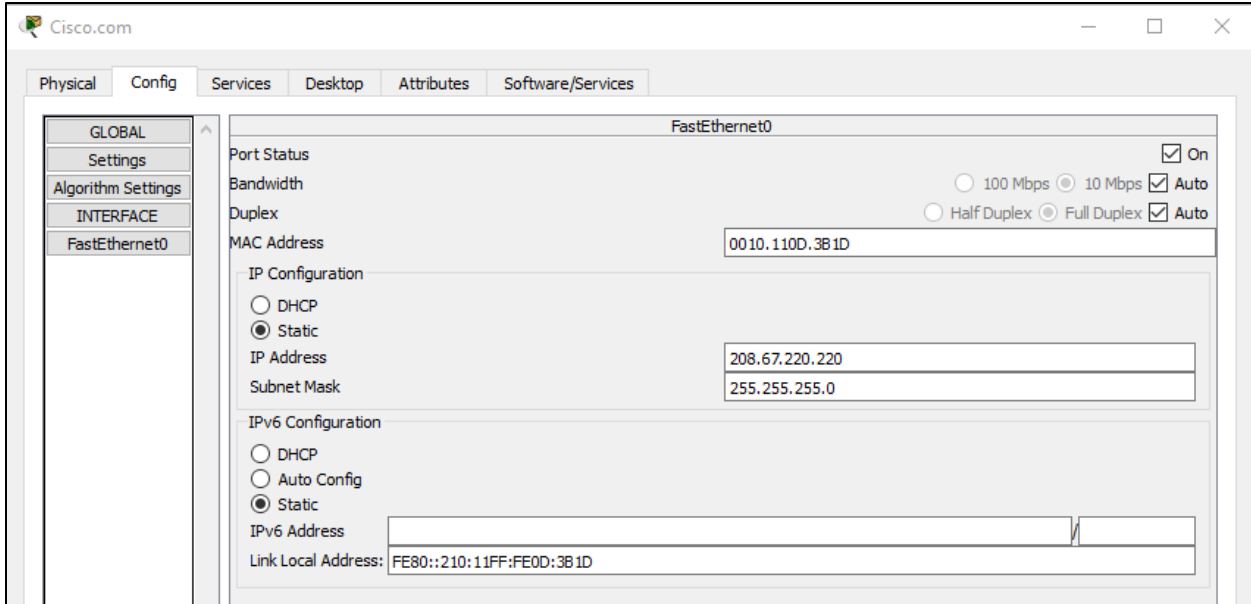 Cisco.com
Physical Config Services Desktop Attributes Software/Services
GLOBAL
Settings
Algorithm Settings
INTERFACE
FastEthernet0
FastEthernet0
Port Status On
Bandwidth 100 Mbps 10 Mbps Auto
Duplex Half Duplex Full Duplex Auto
MAC Address 0010.110D.3B1D
IP Configuration
DHCP
Static
IP Address 208.67.220.220
Subnet Mask 255.255.255.0
IPv6 Configuration
DHCP
Auto Config
Static
IPv6 Address /
Link Local Address: FE80::210:11FF:FE0D:3B1D